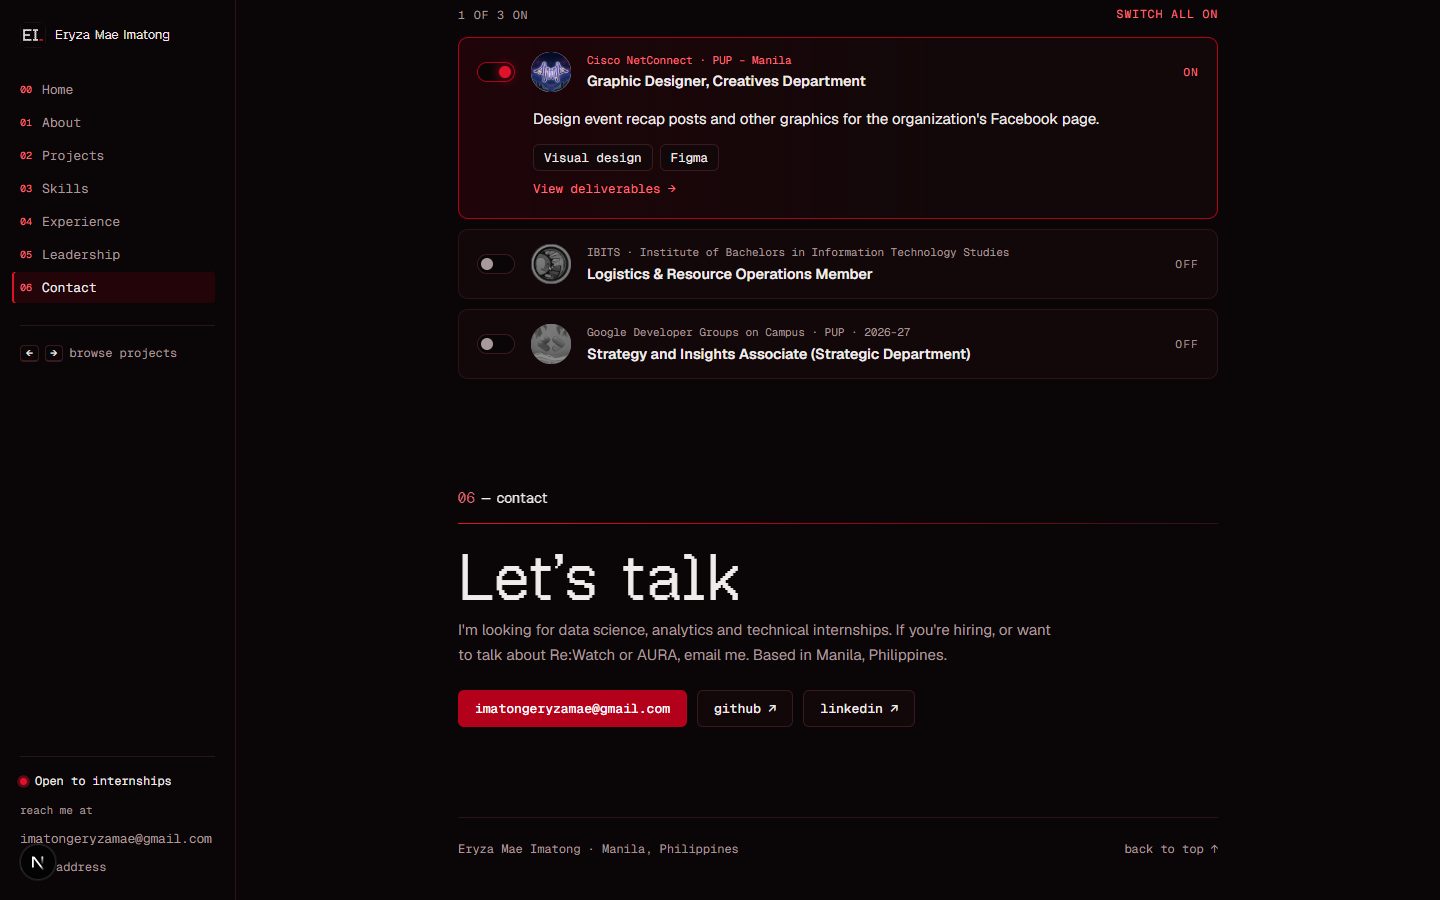 EI. Eryza Mae Imatong
00 Home
01 About
02 Projects
03 Skills
04 Experience
05 Leadership
06 Contact
← → browse projects
Open to internships
reach me at
imatongeryzamae@gmail.com
N address
1 OF 3 ON
SWITCH ALL ON
Cisco NetConnect · PUP – Manila
Graphic Designer, Creatives Department
ON
Design event recap posts and other graphics for the organization's Facebook page.
Visual design
Figma
View deliverables →
IBITS · Institute of Bachelors in Information Technology Studies
Logistics & Resource Operations Member
OFF
Google Developer Groups on Campus · PUP · 2026–27
Strategy and Insights Associate (Strategic Department)
OFF
06 — contact
Let's talk
I'm looking for data science, analytics and technical internships. If you're hiring, or want
to talk about Re:Watch or AURA, email me. Based in Manila, Philippines.
imatongeryzamae@gmail.com
github ↗
linkedin ↗
Eryza Mae Imatong · Manila, Philippines
back to top ↑